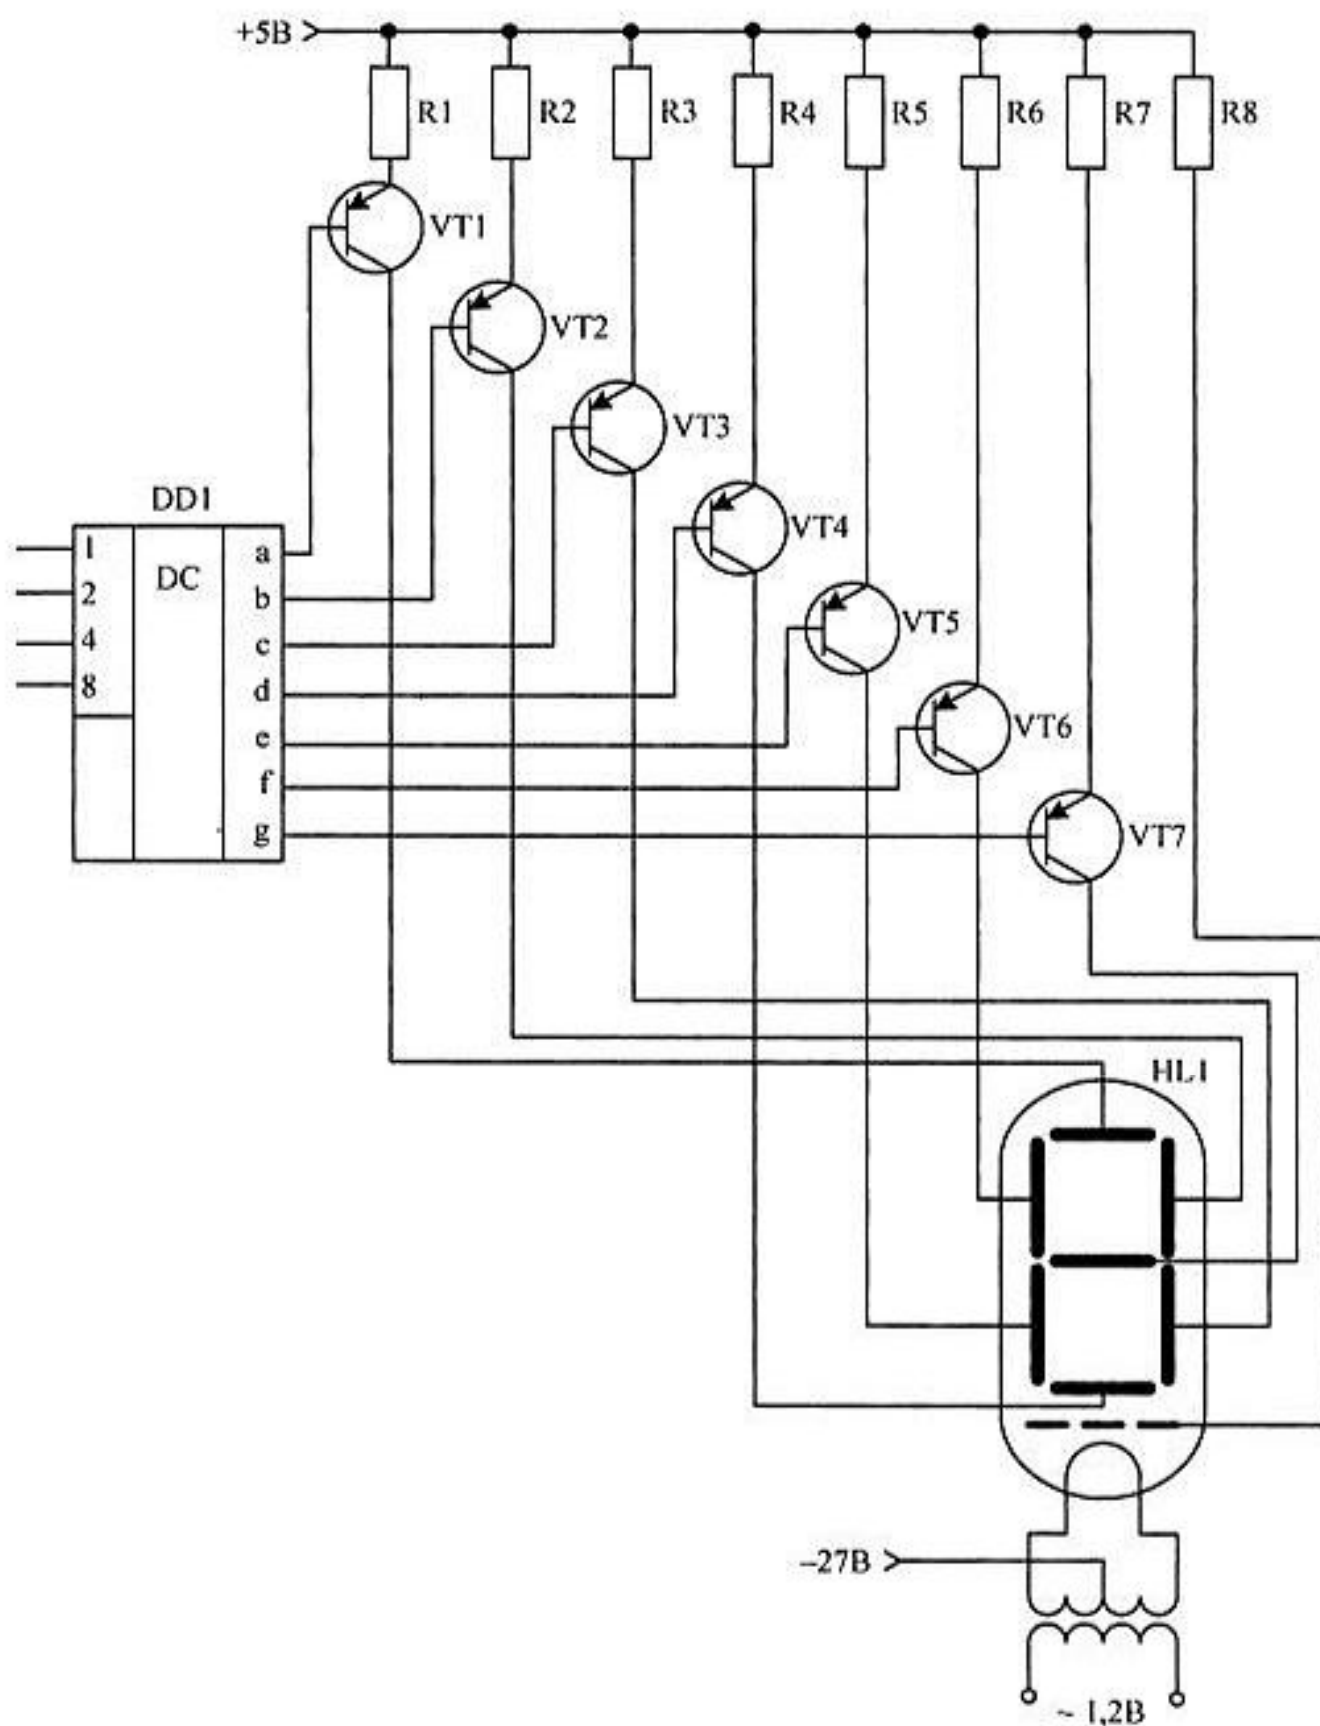 +5В
R1 R2 R3 R4 R5 R6 R7 R8
VT1
VT2
VT3
VT4
VT5
VT6
VT7
DD1
DC
1
2
4
8
a
b
c
d
e
f
g
HL1
–27В
~ 1,2В